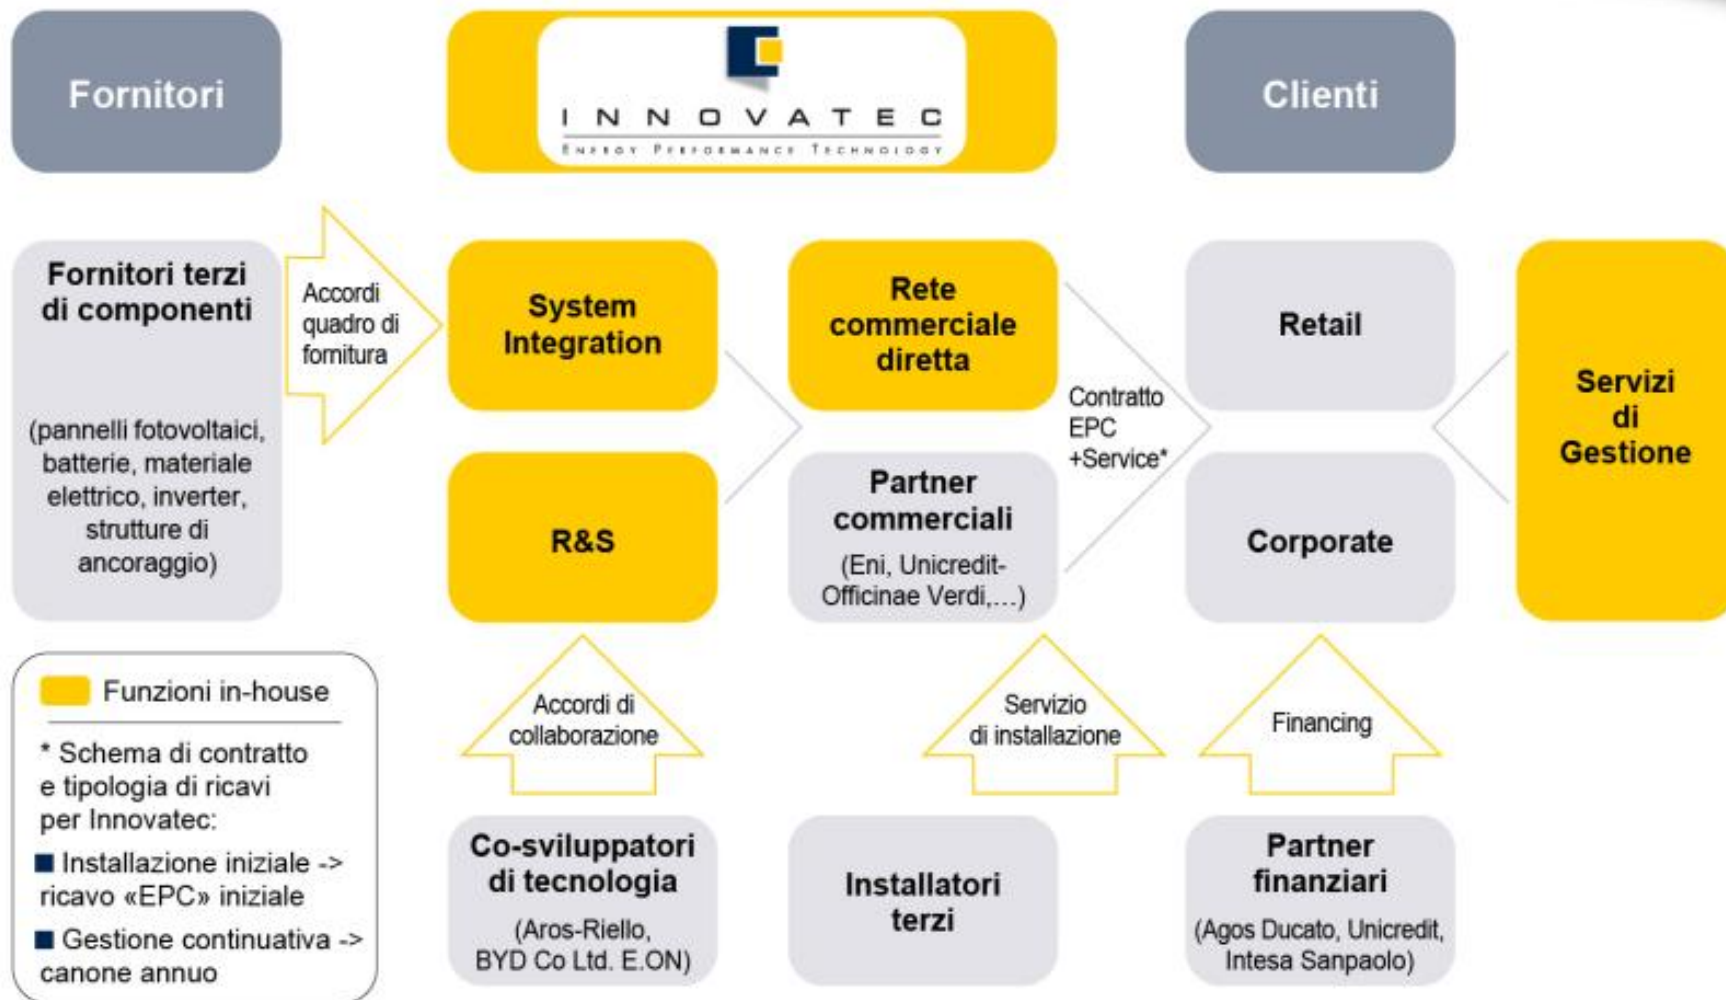 Fornitori
INNOVATEC
ENERGY PERFORMANCE TECHNOLOGY
Clienti
Fornitori terzi
di componenti
(pannelli fotovoltaici,
batterie, materiale
elettrico, inverter,
strutture di
ancoraggio)
Accordi
quadro di
fornitura
System
Integration
R&S
Rete
commerciale
diretta
Partner
commerciali
(Eni, Unicredit-
Officinae Verdi,...)
Contratto
EPC
+Service*
Retail
Corporate
Servizi
di
Gestione
Funzioni in-house
* Schema di contratto
e tipologia di ricavi
per Innovatec:
Installazione iniziale ->
ricavo «EPC» iniziale
Gestione continuativa ->
canone annuo
Accordi di
collaborazione
Servizio
di installazione
Financing
Co-sviluppatori
di tecnologia
(Aros-Riello,
BYD Co Ltd. E.ON)
Installatori
terzi
Partner
finanziari
(Agos Ducato, Unicredit,
Intesa Sanpaolo)